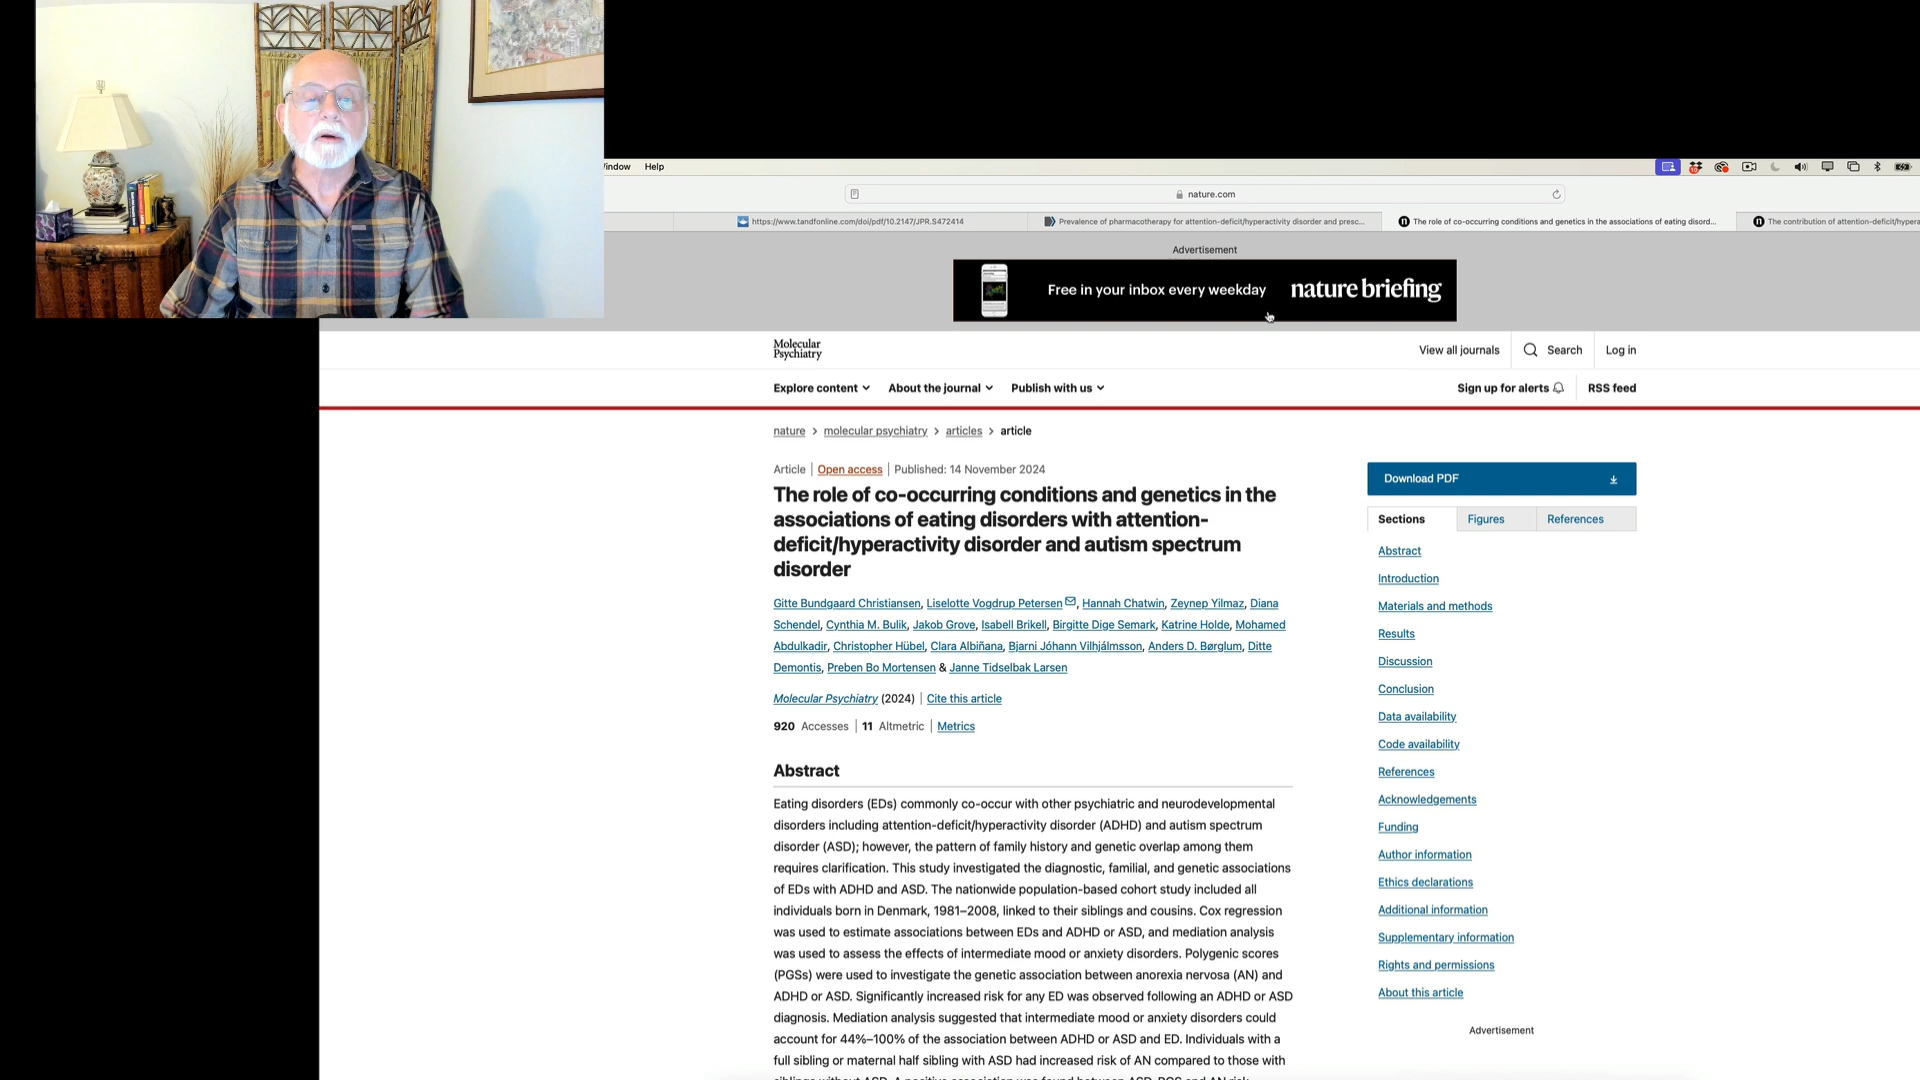 indow Help
nature.com
https://www.tandfonline.com/doi/pdf/10.2147/JPR.S472414
Prevalence of pharmacotherapy for attention-deficit/hyperactivity disorder and presc...
The role of co-occurring conditions and genetics in the associations of eating disord...
The contribution of attention-deficit/hypera
Advertisement
Free in your inbox every weekday nature briefing
Molecular
Psychiatry
View all journals Search Log in
Explore content About the journal Publish with us
Sign up for alerts RSS feed
nature > molecular psychiatry > articles > article
Article | Open access | Published: 14 November 2024
The role of co-occurring conditions and genetics in the
associations of eating disorders with attention-
deficit/hyperactivity disorder and autism spectrum
disorder
Gitte Bundgaard Christiansen, Liselotte Vogdrup Petersen, Hannah Chatwin, Zeynep Yilmaz, Diana
Schendel, Cynthia M. Bulik, Jakob Grove, Isabell Brikell, Birgitte Dige Semark, Katrine Holde, Mohamed
Abdulkadir, Christopher Hübel, Clara Albiñana, Bjarni Jóhann Vilhjálmsson, Anders D. Børglum, Ditte
Demontis, Preben Bo Mortensen & Janne Tidselbak Larsen
Molecular Psychiatry (2024) | Cite this article
920 Accesses | 11 Altmetric | Metrics
Abstract
Eating disorders (EDs) commonly co-occur with other psychiatric and neurodevelopmental
disorders including attention-deficit/hyperactivity disorder (ADHD) and autism spectrum
disorder (ASD); however, the pattern of family history and genetic overlap among them
requires clarification. This study investigated the diagnostic, familial, and genetic associations
of EDs with ADHD and ASD. The nationwide population-based cohort study included all
individuals born in Denmark, 1981–2008, linked to their siblings and cousins. Cox regression
was used to estimate associations between EDs and ADHD or ASD, and mediation analysis
was used to assess the effects of intermediate mood or anxiety disorders. Polygenic scores
(PGSs) were used to investigate the genetic association between anorexia nervosa (AN) and
ADHD or ASD. Significantly increased risk for any ED was observed following an ADHD or ASD
diagnosis. Mediation analysis suggested that intermediate mood or anxiety disorders could
account for 44%–100% of the association between ADHD or ASD and ED. Individuals with a
full sibling or maternal half sibling with ASD had increased risk of AN compared to those with
Download PDF
Sections Figures References
Abstract
Introduction
Materials and methods
Results
Discussion
Conclusion
Data availability
Code availability
References
Acknowledgements
Funding
Author information
Ethics declarations
Additional information
Supplementary information
Rights and permissions
About this article
Advertisement